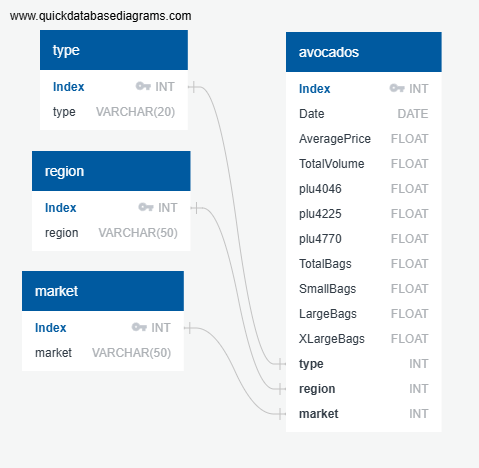 www.quickdatabasediagrams.com
type
Index INT
type VARCHAR(20)
region
Index INT
region VARCHAR(50)
market
Index INT
market VARCHAR(50)
avocados
Index INT
Date DATE
AveragePrice FLOAT
TotalVolume FLOAT
plu4046 FLOAT
plu4225 FLOAT
plu4770 FLOAT
TotalBags FLOAT
SmallBags FLOAT
LargeBags FLOAT
XLargeBags FLOAT
type INT
region INT
market INT